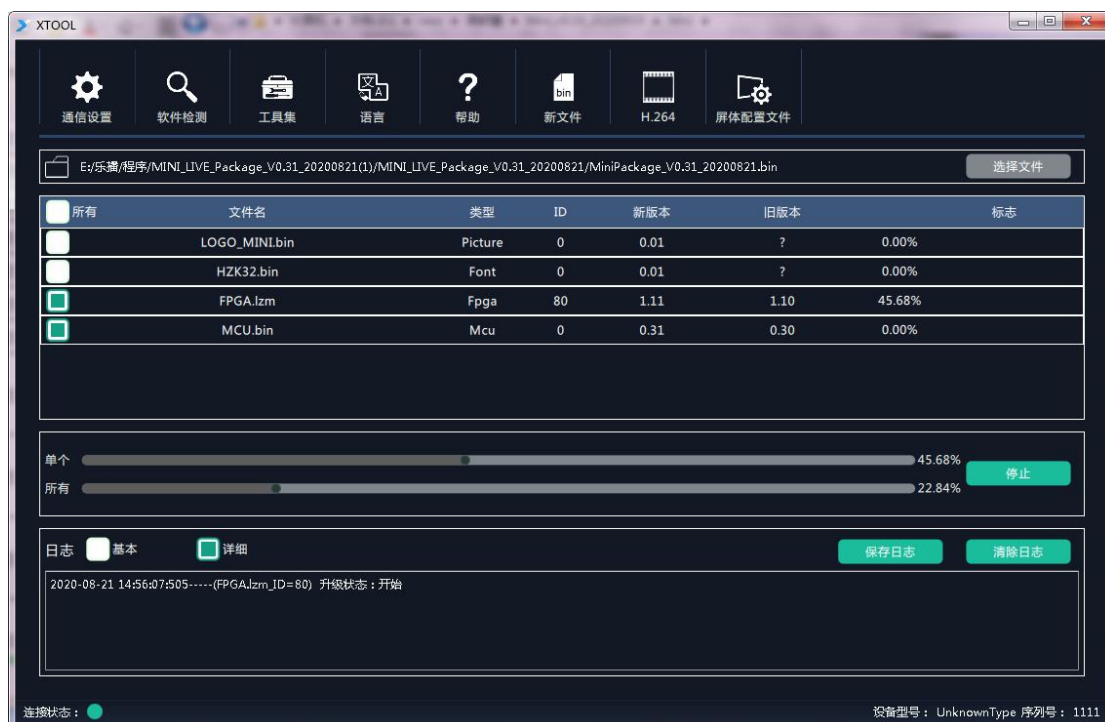 XTOOL
通信设置 软件检测 工具集 语言 帮助 新文件 H.264 屏体配置文件
E:/乐播/程序/MINI_LIVE_Package_V0.31_20200821(1)/MINI_LIVE_Package_V0.31_20200821/MiniPackage_V0.31_20200821.bin 选择文件
所有 文件名 类型 ID 新版本 旧版本 标志
LOGO_MINI.bin Picture 0 0.01 ? 0.00%
HZK32.bin Font 0 0.01 ? 0.00%
FPGA.lzm Fpga 80 1.11 1.10 45.68%
MCU.bin Mcu 0 0.31 0.30 0.00%
单个 45.68%
停止
所有 22.84%
日志 基本 详细 保存日志 清除日志
2020-08-21 14:56:07:505-----(FPGA.lzm_ID=80) 升级状态：开始
连接状态： 设备型号： UnknownType 序列号： 1111